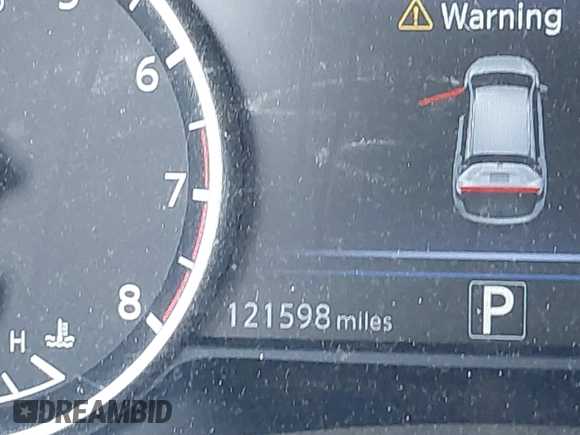 Warning
6
7
8
121598 miles
P
H
DREAMBID